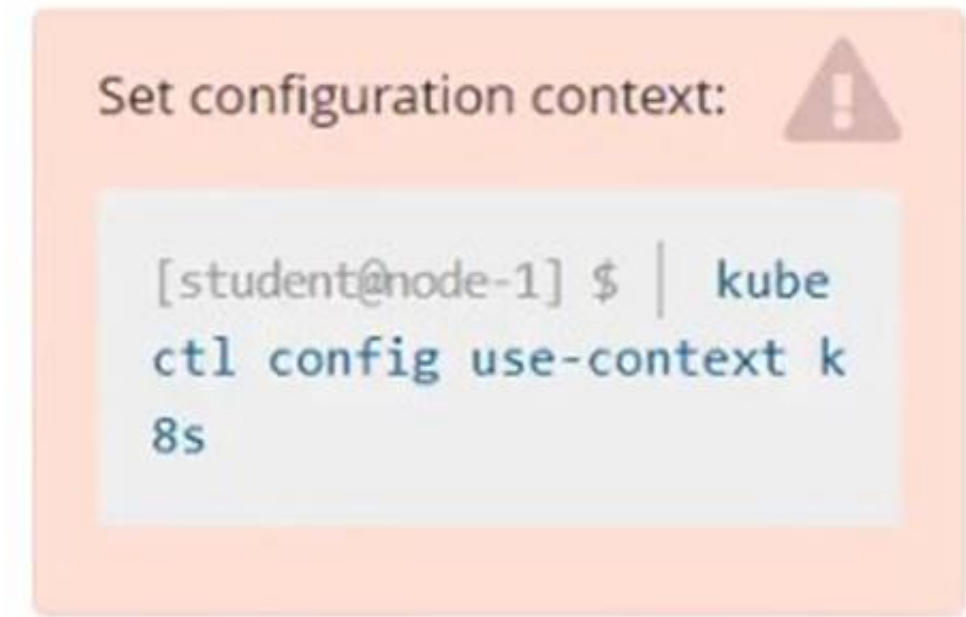 Set configuration context:
[student@node-1] $ | kube
ctl config use-context k
8s